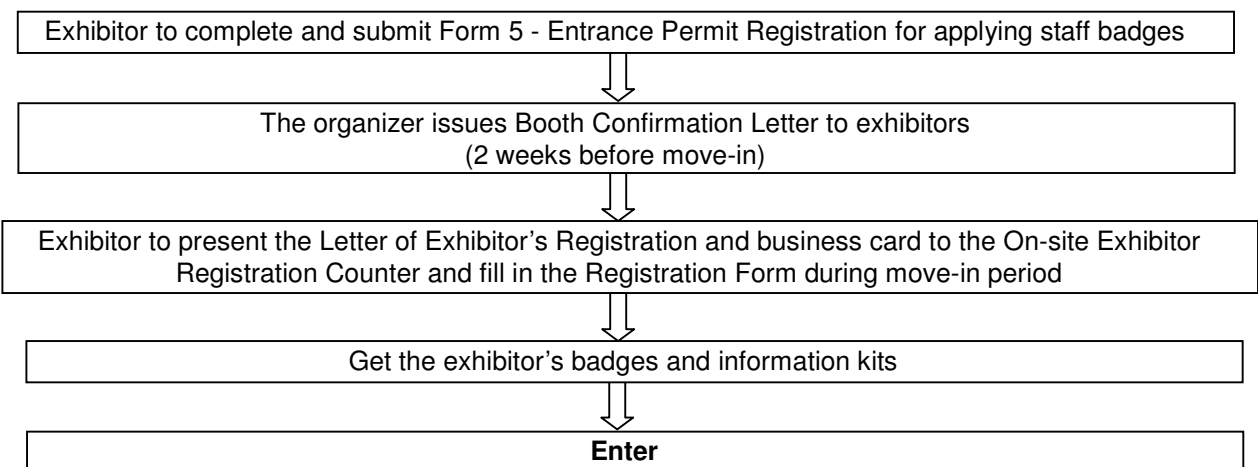 Exhibitor to complete and submit Form 5 - Entrance Permit Registration for applying staff badges
The organizer issues Booth Confirmation Letter to exhibitors
(2 weeks before move-in)
Exhibitor to present the Letter of Exhibitor's Registration and business card to the On-site Exhibitor
Registration Counter and fill in the Registration Form during move-in period
Get the exhibitor's badges and information kits
Enter